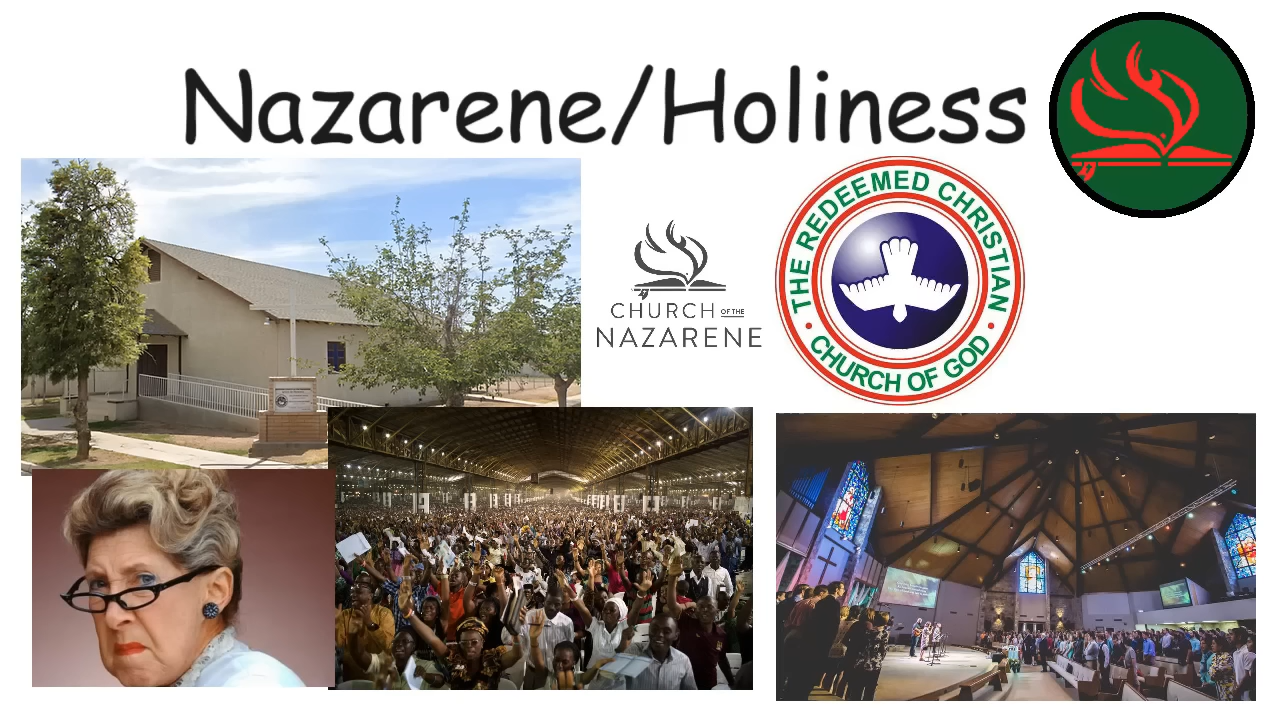 Nazarene/Holiness
CHURCH OF THE
NAZARENE
THE REDEEMED CHRISTIAN
• CHURCH OF GOD •